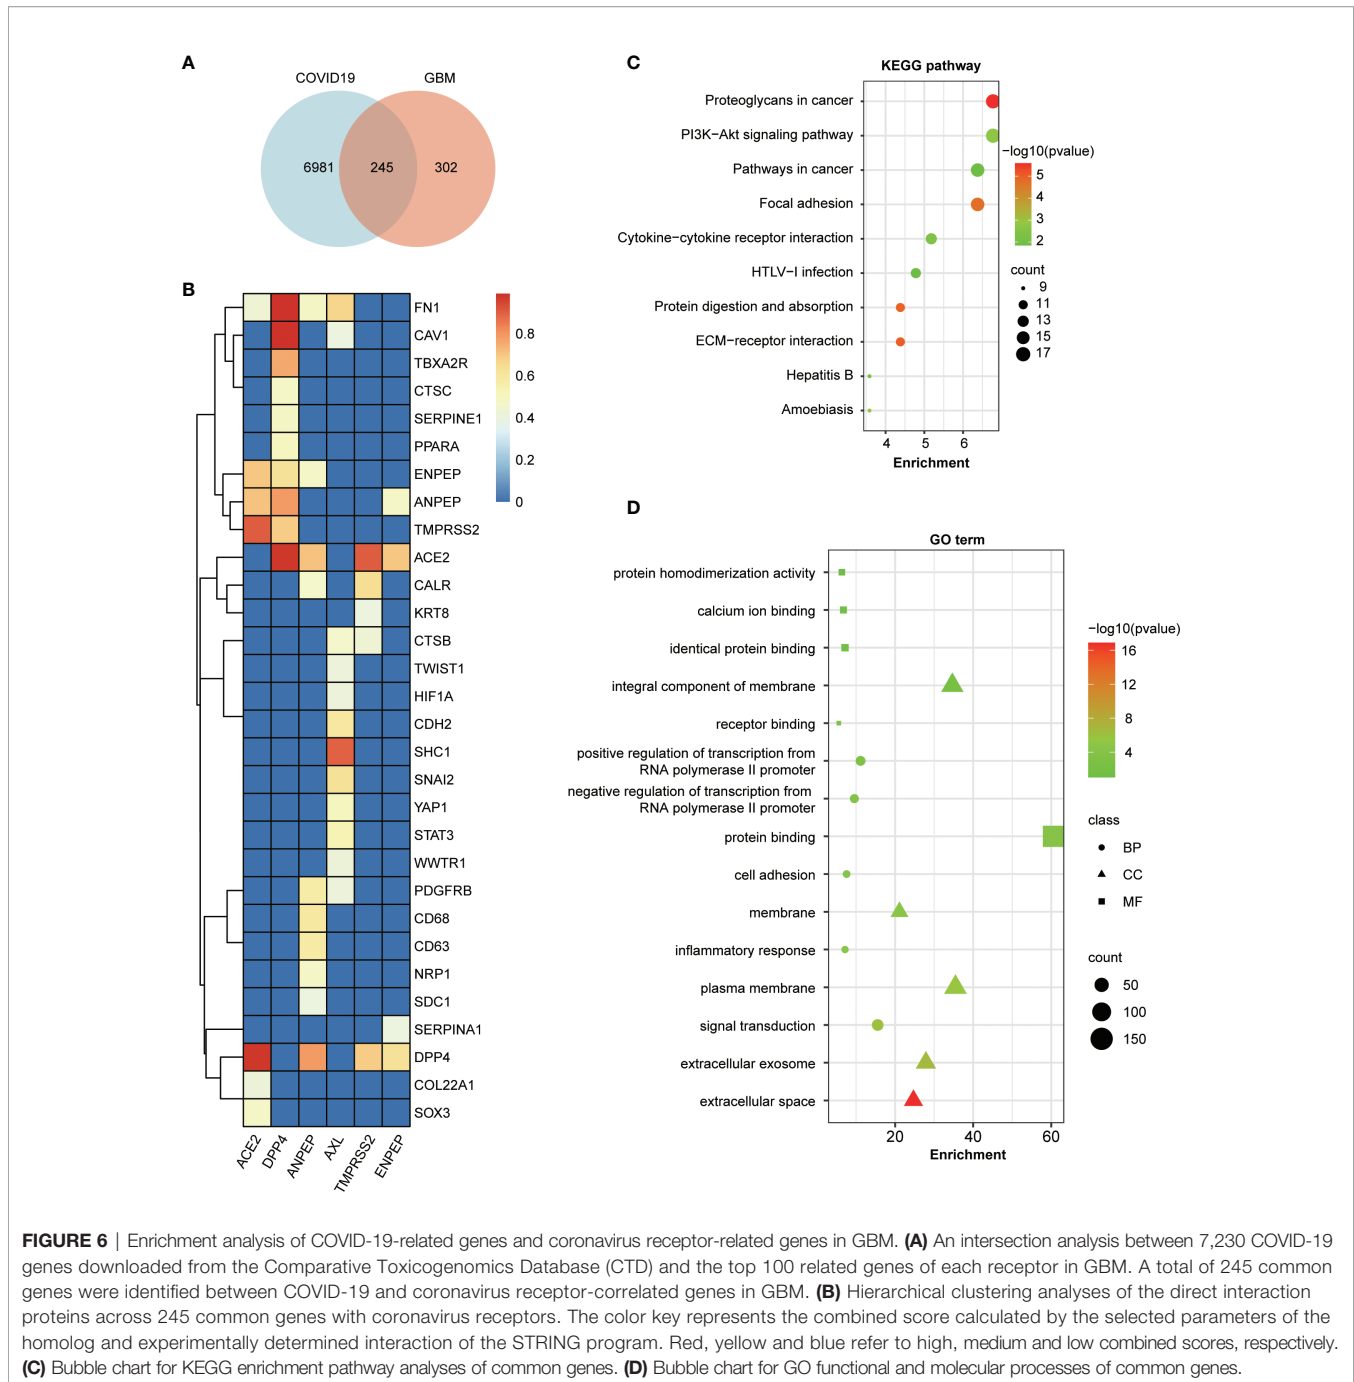 A
COVID19
GBM
6981
245
302
B
FN1
CAV1
TBXA2R
CTSC
SERPINE1
PPARA
ENPEP
ANPEP
TMPRSS2
ACE2
CALR
KRT8
CTSB
TWIST1
HIF1A
CDH2
SHC1
SNAI2
YAP1
STAT3
WWTR1
PDGFRB
CD68
CD63
NRP1
SDC1
SERPINA1
DPP4
COL22A1
SOX3
ACE2
DPP4
ANPEP
AXL
TMPRSS2
ENPEP
0.8
0.6
0.4
0.2
0
C
KEGG pathway
Proteoglycans in cancer
PI3K−Akt signaling pathway
Pathways in cancer
Focal adhesion
Cytokine−cytokine receptor interaction
HTLV−I infection
Protein digestion and absorption
ECM−receptor interaction
Hepatitis B
Amoebiasis
4
5
6
Enrichment
−log10(pvalue)
5
4
3
2
count
9
11
13
15
17
D
GO term
protein homodimerization activity
calcium ion binding
identical protein binding
integral component of membrane
receptor binding
positive regulation of transcription from
RNA polymerase II promoter
negative regulation of transcription from
RNA polymerase II promoter
protein binding
cell adhesion
membrane
inflammatory response
plasma membrane
signal transduction
extracellular exosome
extracellular space
20
40
60
Enrichment
−log10(pvalue)
16
12
8
4
class
BP
CC
MF
count
50
100
150
FIGURE 6 | Enrichment analysis of COVID-19-related genes and coronavirus receptor-related genes in GBM. (A) An intersection analysis between 7,230 COVID-19
genes downloaded from the Comparative Toxicogenomics Database (CTD) and the top 100 related genes of each receptor in GBM. A total of 245 common
genes were identified between COVID-19 and coronavirus receptor-correlated genes in GBM. (B) Hierarchical clustering analyses of the direct interaction
proteins across 245 common genes with coronavirus receptors. The color key represents the combined score calculated by the selected parameters of the
homolog and experimentally determined interaction of the STRING program. Red, yellow and blue refer to high, medium and low combined scores, respectively.
(C) Bubble chart for KEGG enrichment pathway analyses of common genes. (D) Bubble chart for GO functional and molecular processes of common genes.